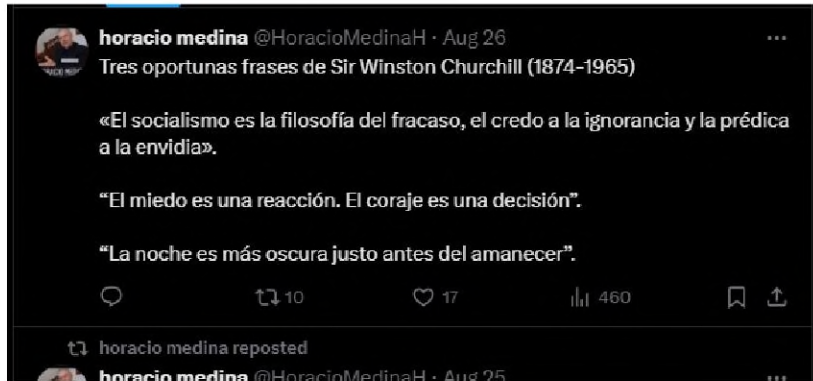 horacio medina @HoracioMedinaH · Aug 26
Tres oportunas frases de Sir Winston Churchill (1874-1965)
«El socialismo es la filosofía del fracaso, el credo a la ignorancia y la prédica
a la envidia».
“El miedo es una reacción. El coraje es una decisión”.
“La noche es más oscura justo antes del amanecer”.
10 17 460
horacio medina reposted
horacio medina @HoracioMedinaH · Aug 25